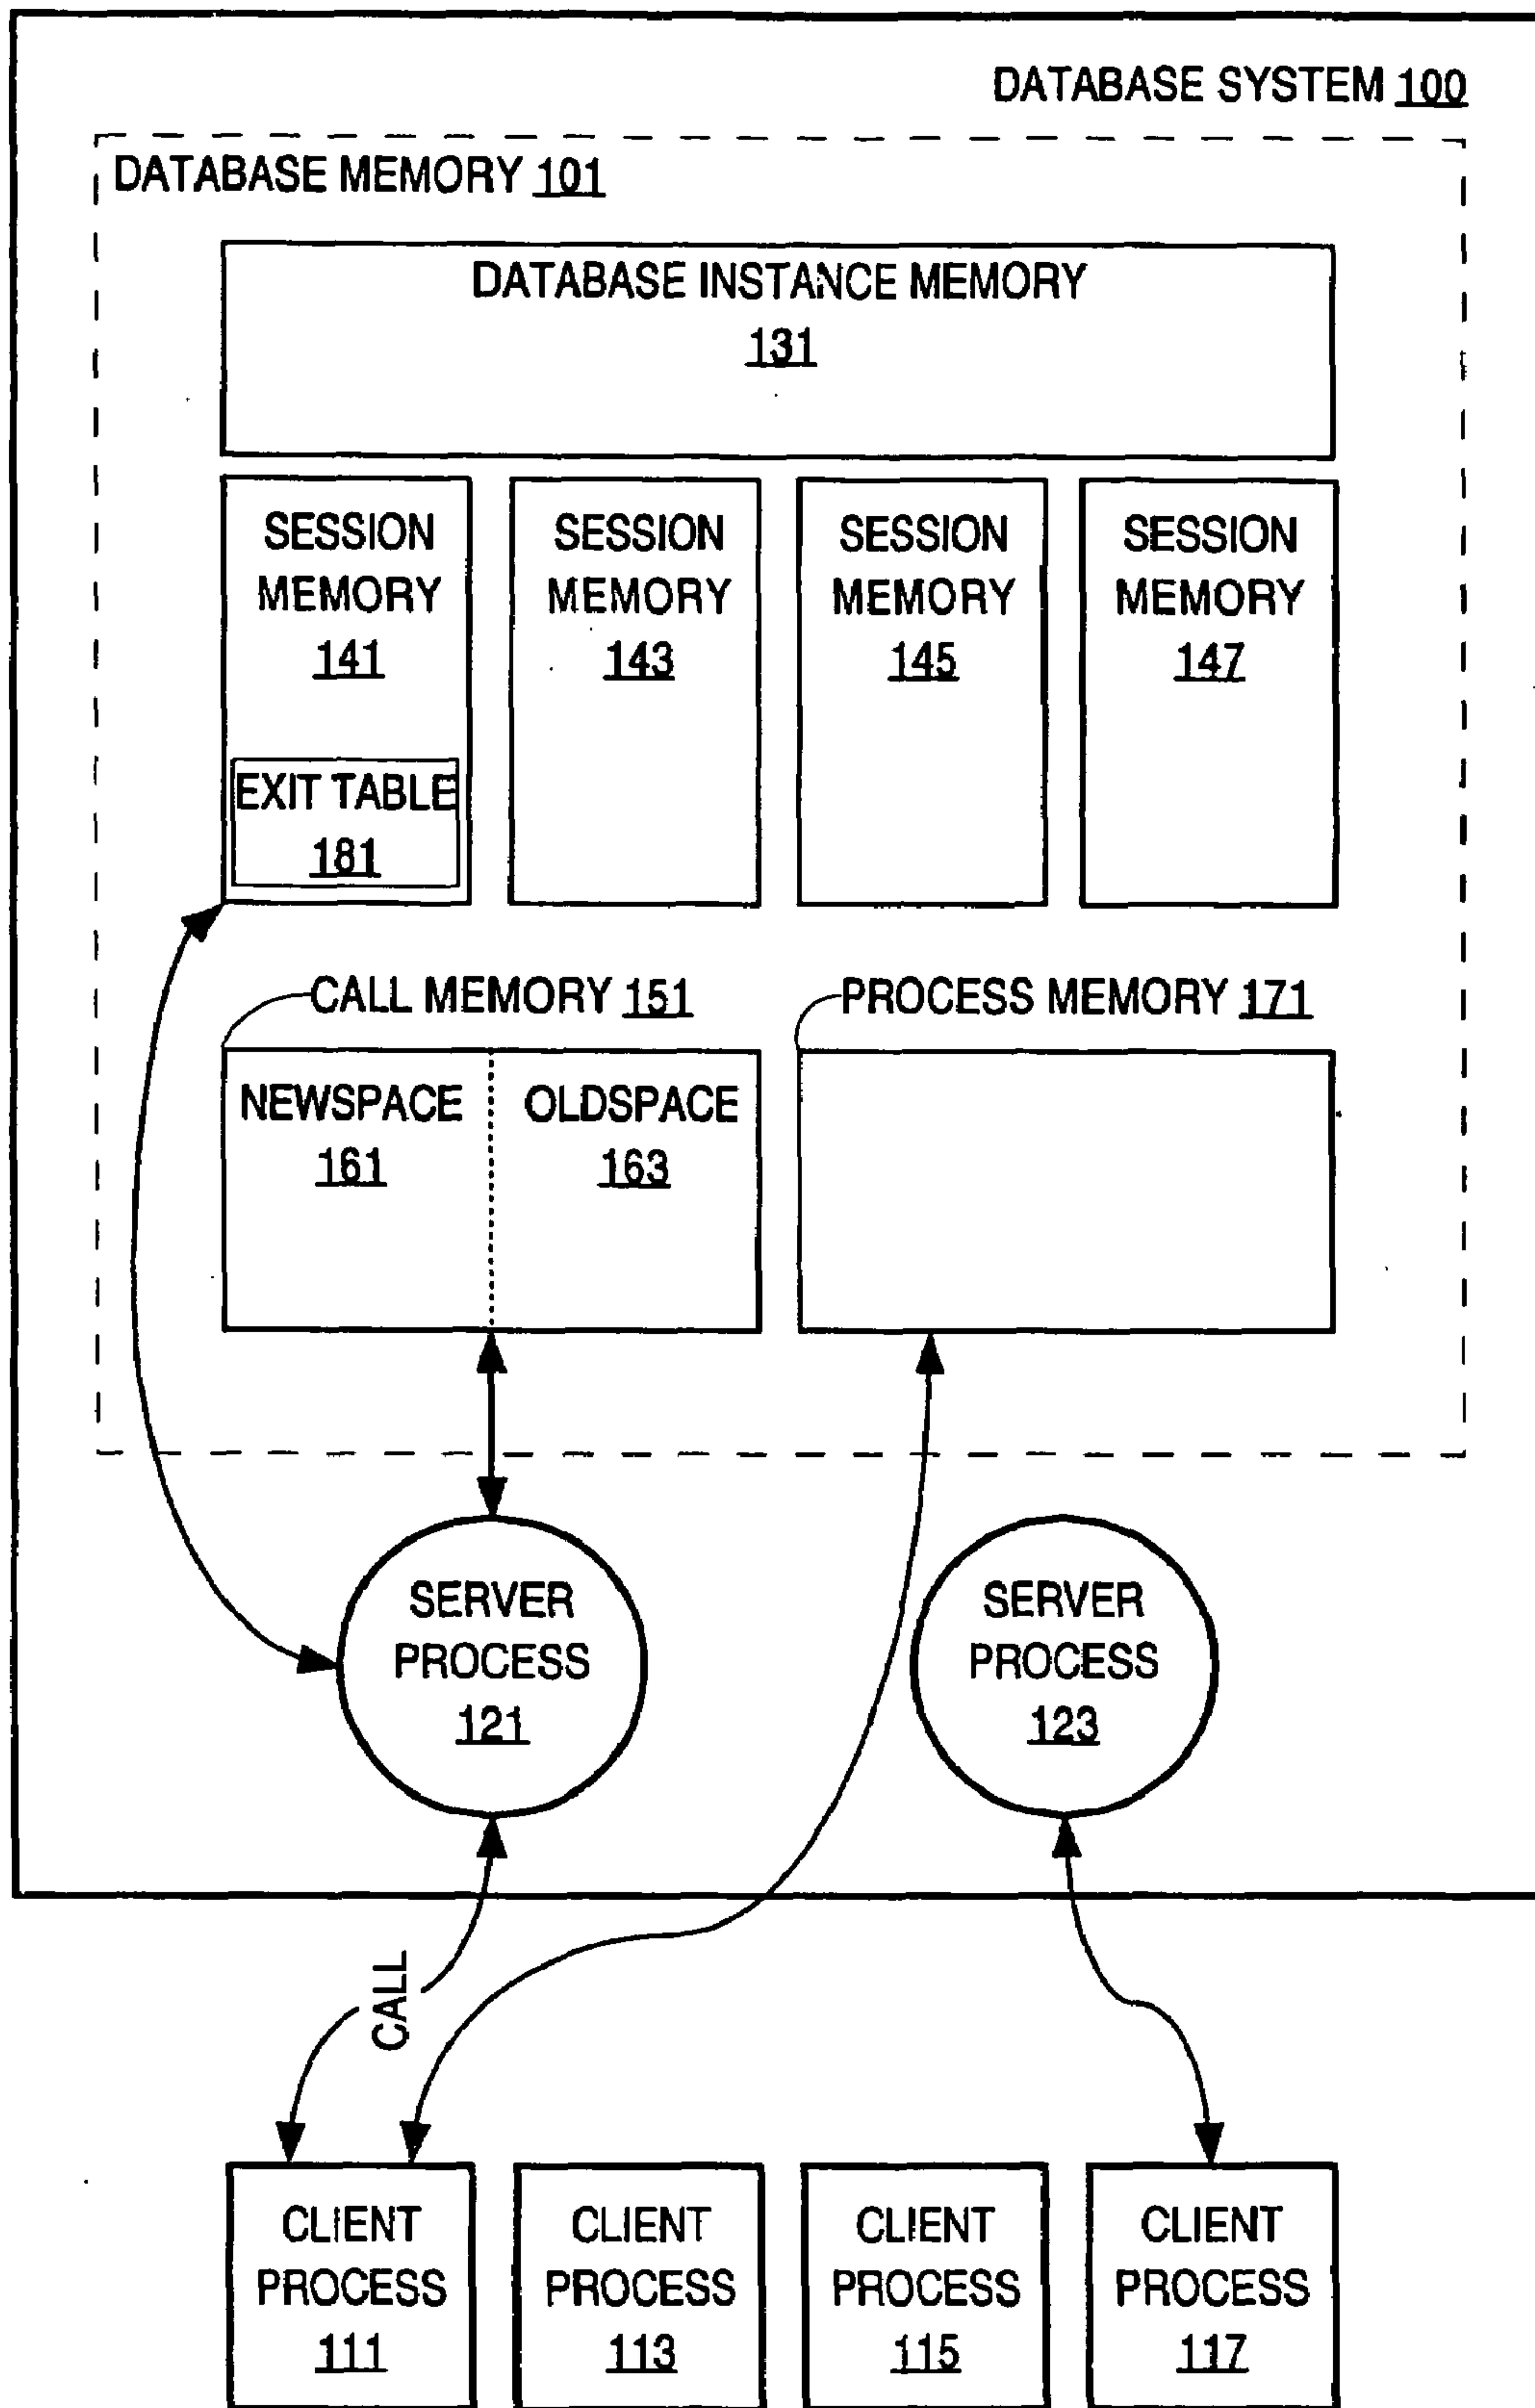 DATABASE SYSTEM 100
DATABASE MEMORY 101
DATABASE INSTANCE MEMORY
131
SESSION
MEMORY
141
EXIT TABLE
181
SESSION
MEMORY
143
SESSION
MEMORY
145
SESSION
MEMORY
147
CALL MEMORY 151
NEWSPACE
161
OLDSPACE
163
PROCESS MEMORY 171
SERVER
PROCESS
121
SERVER
PROCESS
123
CALL
CLIENT
PROCESS
111
CLIENT
PROCESS
113
CLIENT
PROCESS
115
CLIENT
PROCESS
117